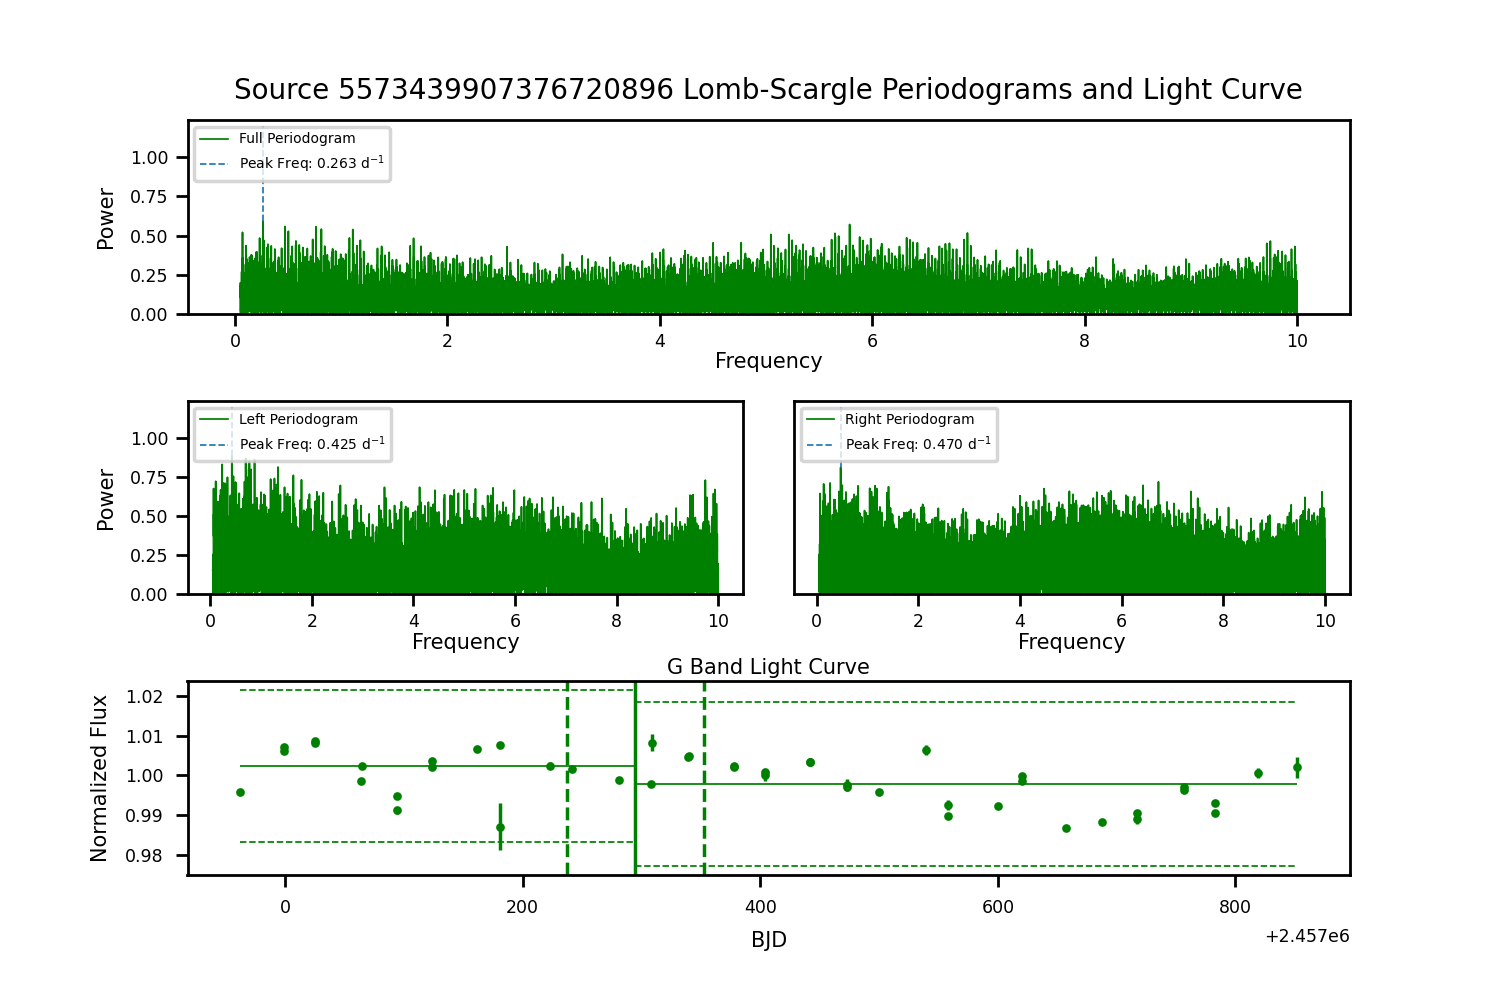 Source 5573439907376720896 Lomb-Scargle Periodograms and Light Curve
Full Periodogram
Peak Freq: 0.263 d⁻¹
Power
1.00
0.75
0.50
0.25
0.00
0 2 4 6 8 10
Frequency
Left Periodogram
Peak Freq: 0.425 d⁻¹
Power
1.00
0.75
0.50
0.25
0.00
0 2 4 6 8 10
Frequency
Right Periodogram
Peak Freq: 0.470 d⁻¹
0 2 4 6 8 10
Frequency
G Band Light Curve
Normalized Flux
1.02
1.01
1.00
0.99
0.98
0 200 400 600 800
BJD
+2.457e6